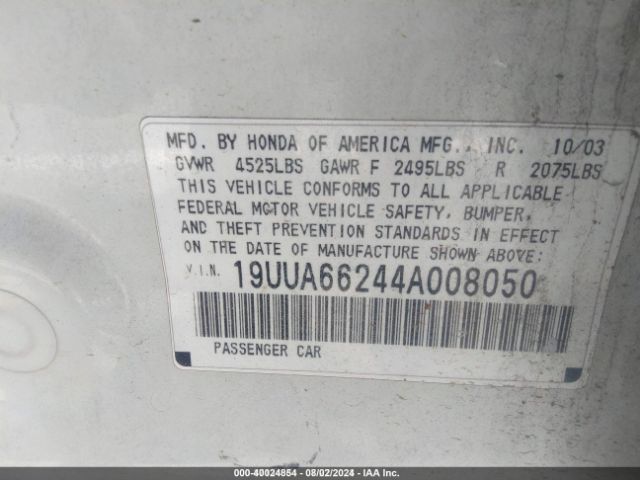 MFD. BY HONDA OF AMERICA MFG., INC. 10/03
GVWR 4525LBS GAWR F 2495LBS R 2075LBS
THIS VEHICLE CONFORMS TO ALL APPLICABLE
FEDERAL MOTOR VEHICLE SAFETY, BUMPER,
AND THEFT PREVENTION STANDARDS IN EFFECT
ON THE DATE OF MANUFACTURE SHOWN ABOVE:
V.I.N. 19UUA66244A008050
PASSENGER CAR
www - 40024854 - 08/02/2024 - IAA Inc.